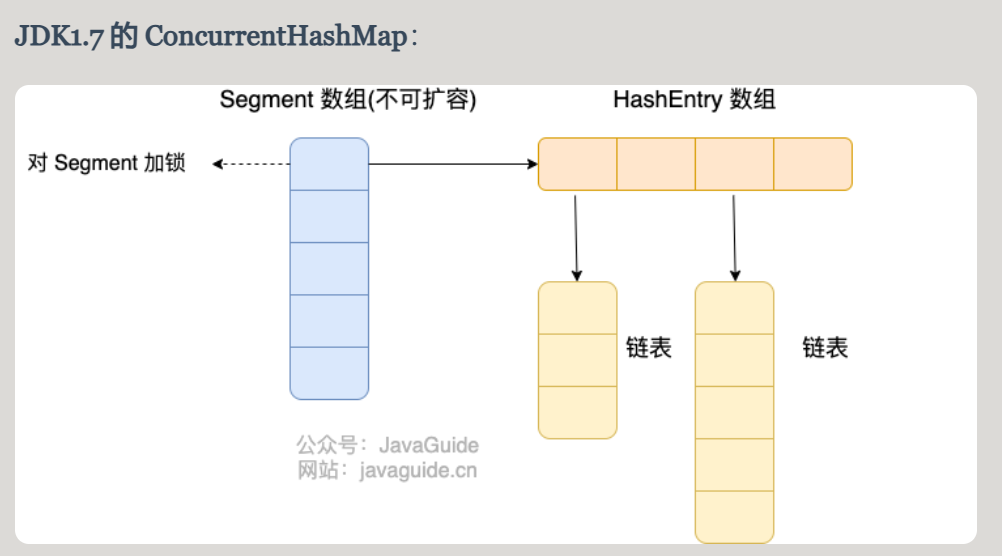 JDK1.7 的 ConcurrentHashMap：
Segment 数组(不可扩容)
HashEntry 数组
对 Segment 加锁
链表
链表
公众号：JavaGuide
网站：javaguide.cn